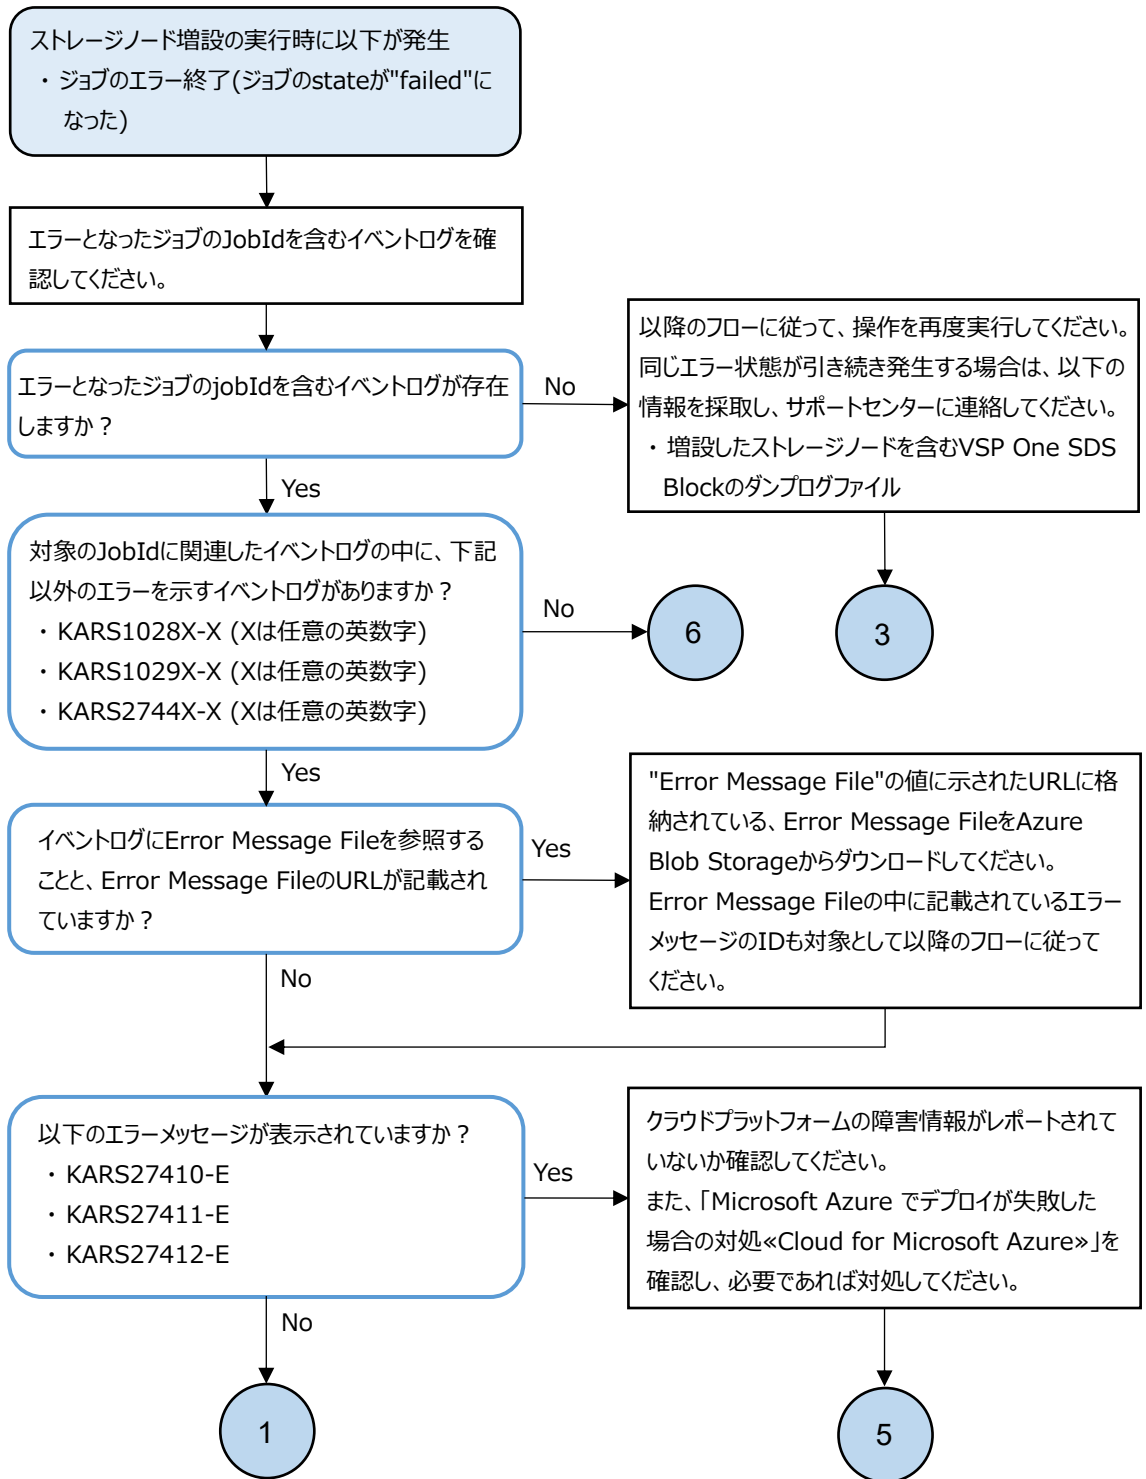 ストレージノード増設の実行時に以下が発生
・ ジョブのエラー終了(ジョブのstateが"failed"に
なった)
エラーとなったジョブのJobIdを含むイベントログを確
認してください。
エラーとなったジョブのjobIdを含むイベントログが存在
しますか？
No
以降のフローに従って、操作を再度実行してください。
同じエラー状態が引き続き発生する場合は、以下の
情報を採取し、サポートセンターに連絡してください。
・ 増設したストレージノードを含むVSP One SDS
Blockのダンプログファイル
Yes
対象のJobIdに関連したイベントログの中に、下記
以外のエラーを示すイベントログがありますか？
・ KARS1028X-X (Xは任意の英数字)
・ KARS1029X-X (Xは任意の英数字)
・ KARS2744X-X (Xは任意の英数字)
No
6
3
Yes
イベントログにError Message Fileを参照する
ことと、Error Message FileのURLが記載され
ていますか？
Yes
"Error Message File"の値に示されたURLに格
納されている、Error Message FileをAzure
Blob Storageからダウンロードしてください。
Error Message Fileの中に記載されているエラー
メッセージのIDも対象として以降のフローに従って
ください。
No
以下のエラーメッセージが表示されていますか？
・ KARS27410-E
・ KARS27411-E
・ KARS27412-E
Yes
クラウドプラットフォームの障害情報がレポートされて
いないか確認してください。
また、「Microsoft Azure でデプロイが失敗した
場合の対処«Cloud for Microsoft Azure»」を
確認し、必要であれば対処してください。
No
1
5